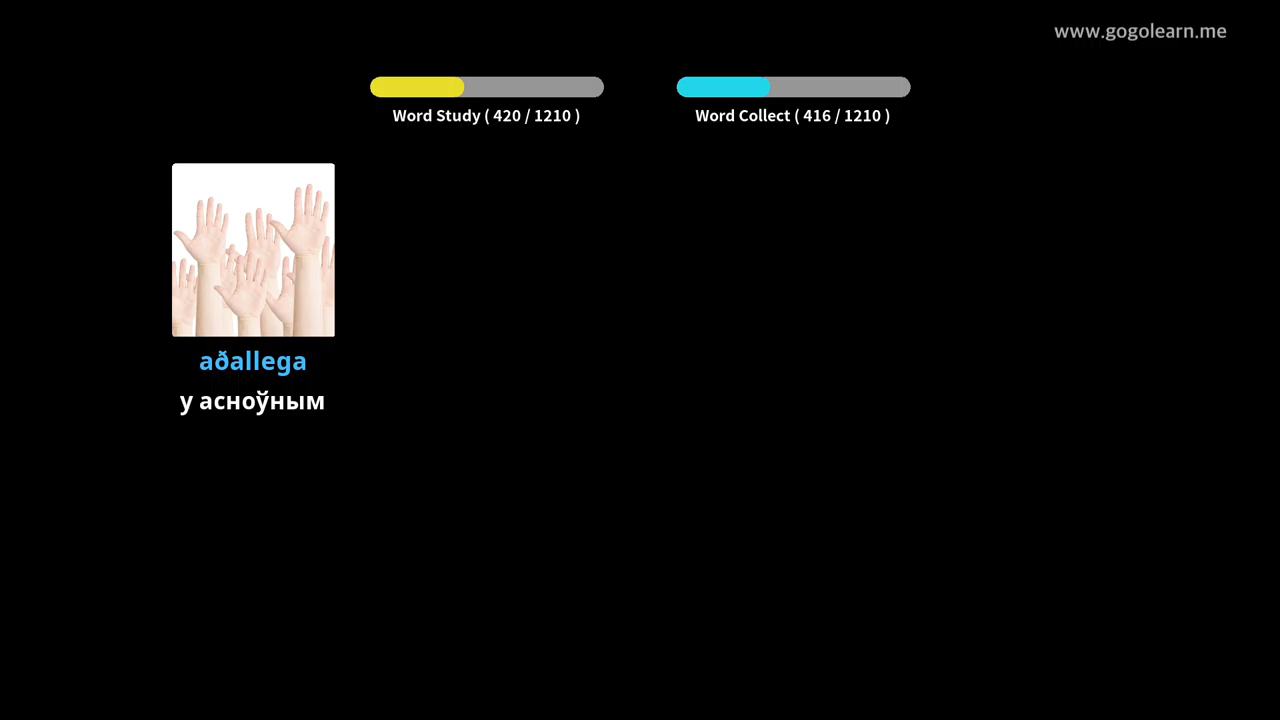 www.gogolearn.me
Word Study ( 420 / 1210 )
Word Collect ( 416 / 1210 )
aðallega
у асноўным